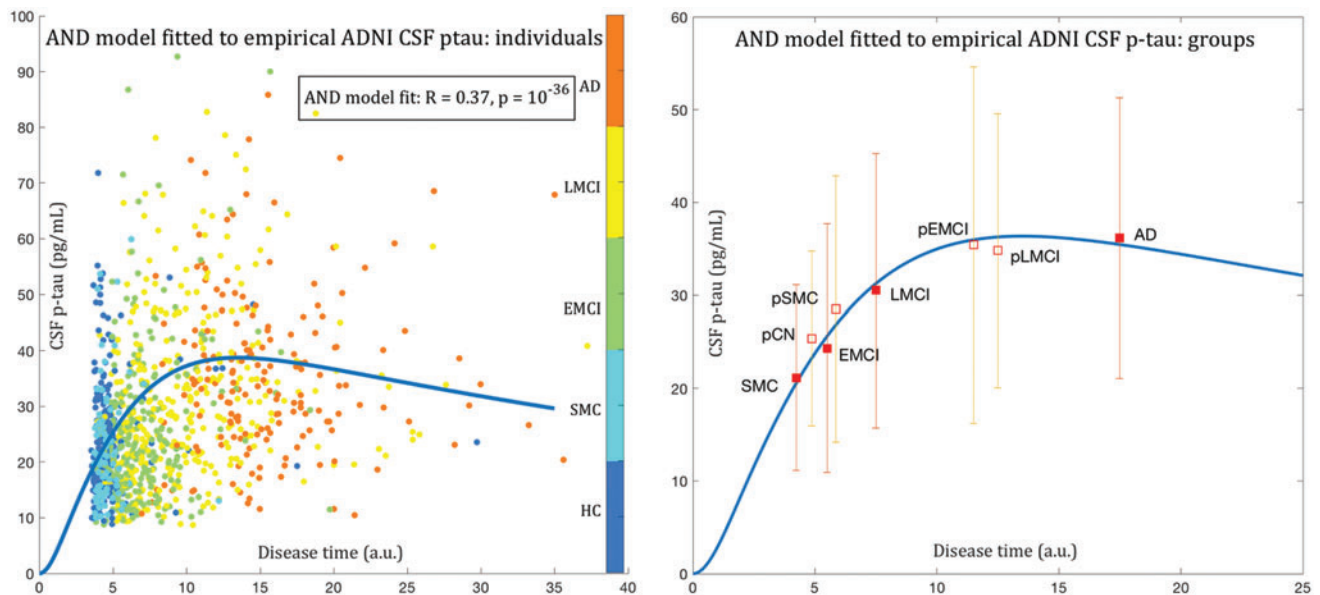 AND model fitted to empirical ADNI CSF ptau: individuals
AND model fit: R = 0.37, p = 10^-36
CSF p-tau (pg/mL)
100
90
80
70
60
50
40
30
20
10
0
0 5 10 15 20 25 30 35 40
Disease time (a.u.)
AD
LMCI
EMCI
SMC
HC
AND model fitted to empirical ADNI CSF p-tau: groups
CSF p-tau (pg/mL)
60
50
40
30
20
10
0
0 5 10 15 20 25
Disease time (a.u.)
pEMCI
AD
pLMCI
pSMC
LMCI
pCN
EMCI
SMC